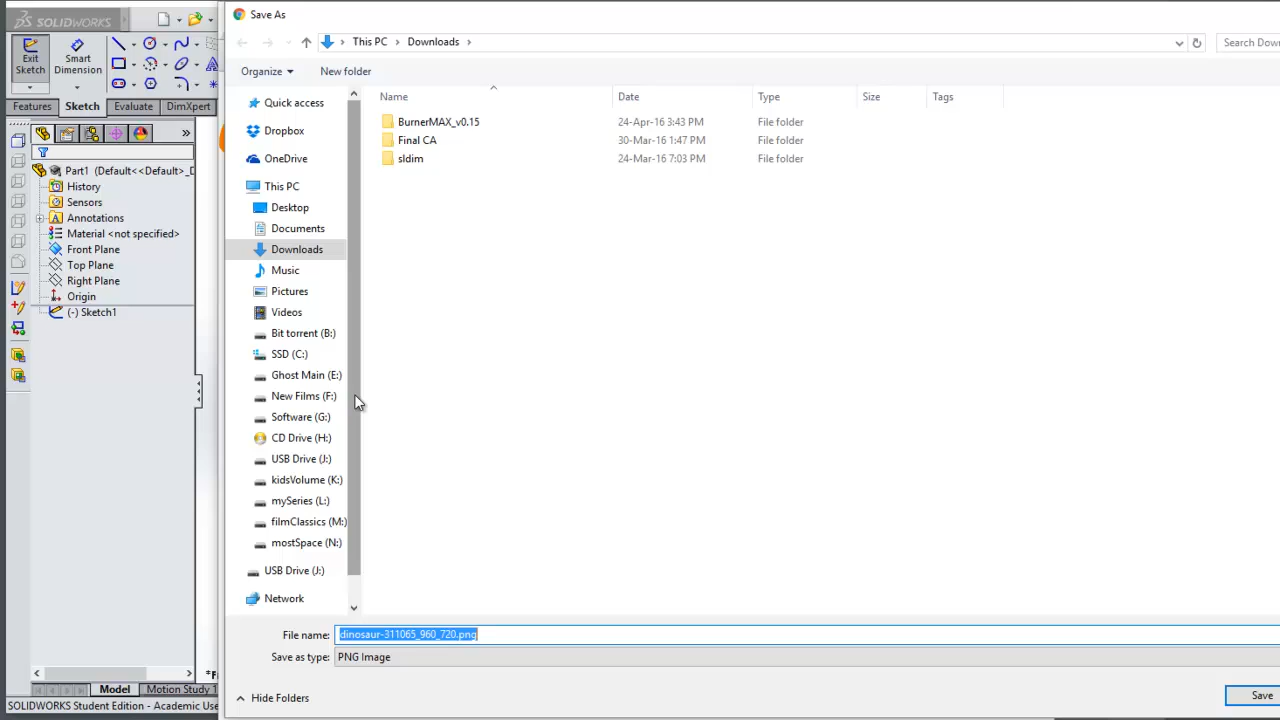 SOLIDWORKS
Save As
This PC > Downloads >
Search Dow
Exit Sketch
Smart Dimension
Organize
New folder
Features Sketch Evaluate DimXpert
Name Date Type Size Tags
BurnerMAX_v0.15 24-Apr-16 3:43 PM File folder
Final CA 30-Mar-16 1:47 PM File folder
sldim 24-Mar-16 7:03 PM File folder
Quick access
Dropbox
OneDrive
This PC
Desktop
Documents
Downloads
Music
Pictures
Videos
Bit torrent (B:)
SSD (C:)
Ghost Main (E:)
New Films (F:)
Software (G:)
CD Drive (H:)
USB Drive (J:)
kidsVolume (K:)
mySeries (L:)
filmClassics (M:)
mostSpace (N:)
USB Drive (J:)
Network
Part1 (Default<<Default>_D
History
Sensors
Annotations
Material <not specified>
Front Plane
Top Plane
Right Plane
Origin
(-) Sketch1
File name: dinosaur-311065_960_720.png
Save as type: PNG Image
*F
Model Motion Study 1
Hide Folders
Save
SOLIDWORKS Student Edition - Academic Use